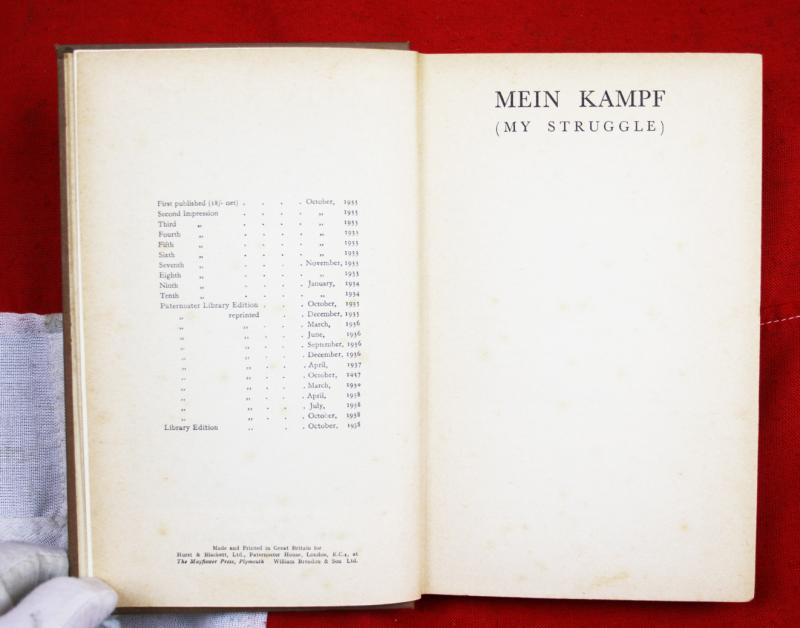 First published (18/- net) . . . . October, 1933
Second Impression . . . . „ 1933
Third „ . . . . „ 1933
Fourth „ . . . . „ 1933
Fifth „ . . . . „ 1933
Sixth „ . . . . „ 1933
Seventh „ . . . . November, 1933
Eighth „ . . . . „ 1933
Ninth „ . . . . January, 1934
Tenth „ . . . . „ 1934
Paternoster Library Edition . . . October, 1935
„ reprinted . . December, 1935
„ „ . . . March, 1936
„ „ . . . June, 1936
„ „ . . . September, 1936
„ „ . . . December, 1936
„ „ . . . April, 1937
„ „ . . . October, 1937
„ „ . . . March,
„ „ . . . April, 1938
„ „ . . . July, 1938
„ „ . . . October, 1938
Library Edition „ . . October, 1938
Made and Printed in Great Britain for
Hurst & Blackett, Ltd., Paternoster House, London, E.C.4, at
The Mayflower Press, Plymouth William Brendon & Son Ltd.
MEIN KAMPF
(MY STRUGGLE)